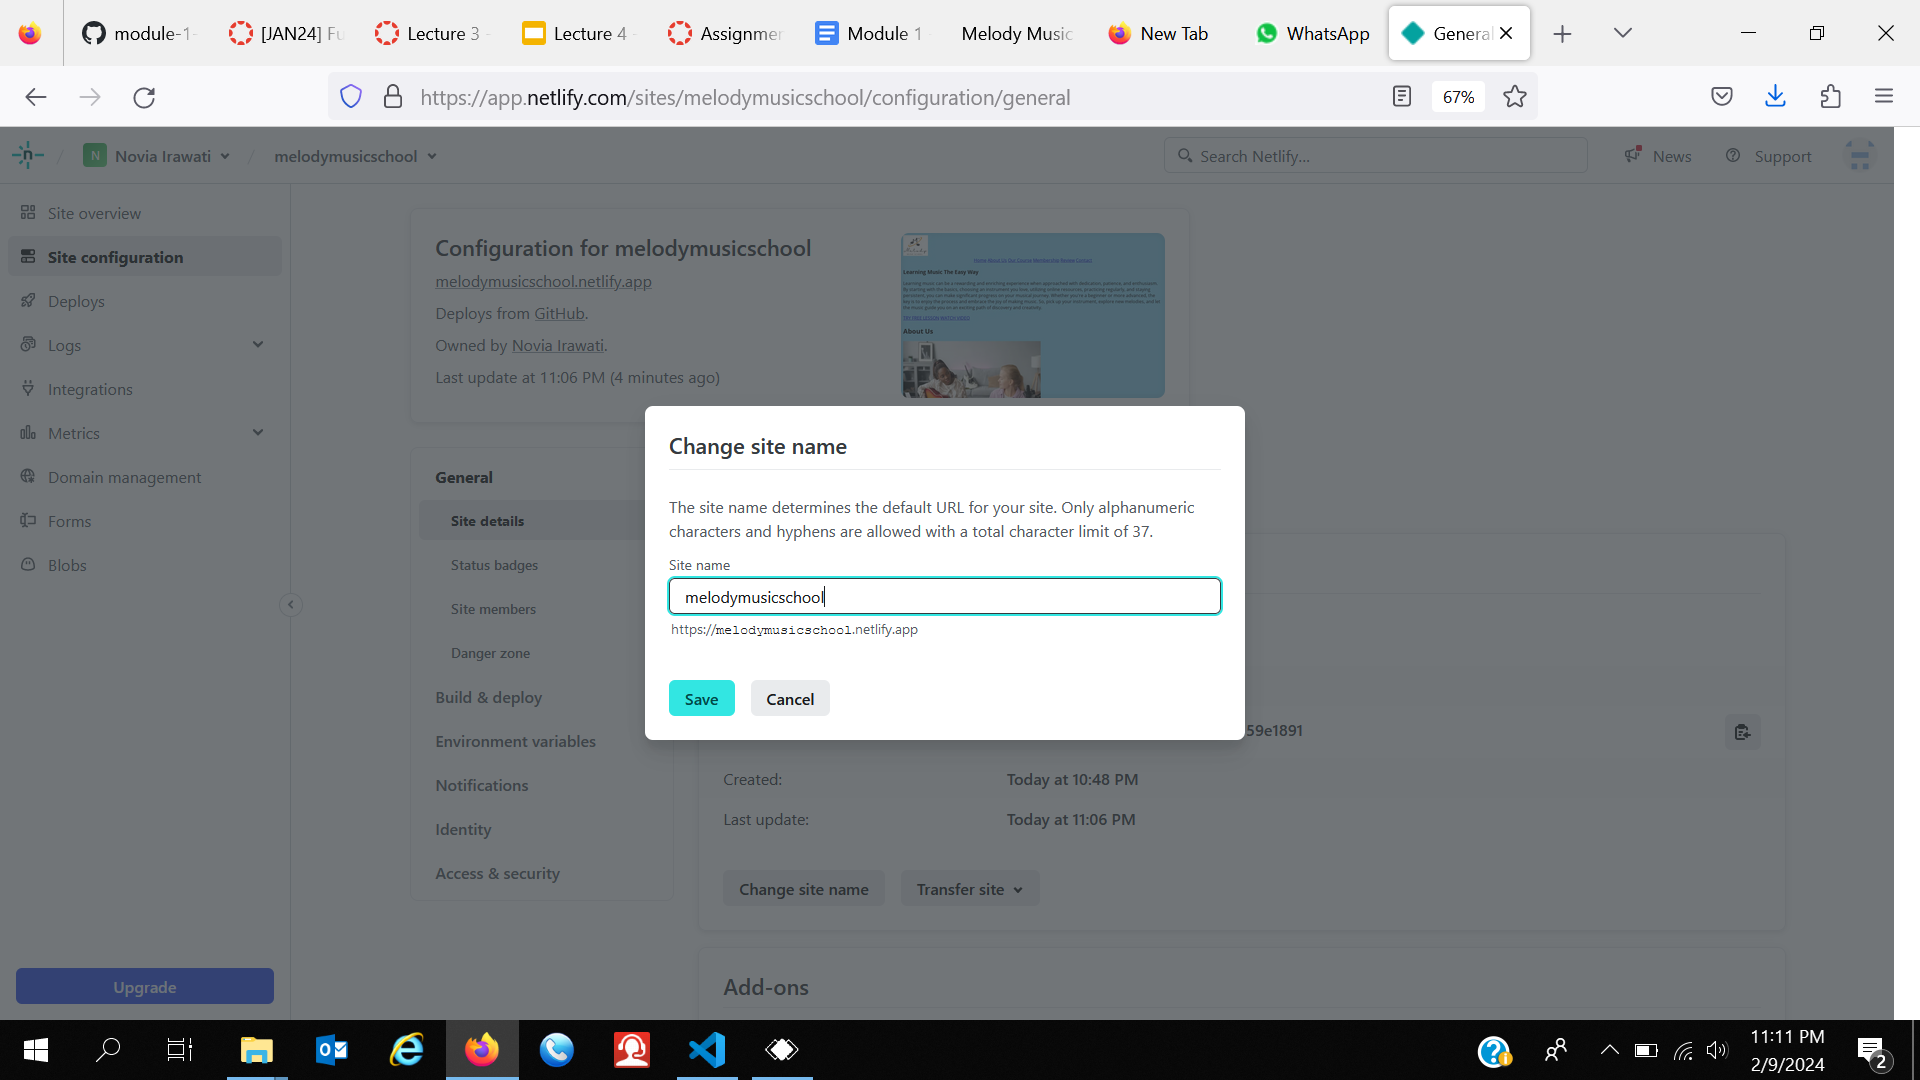 module-1-
[JAN24] Fu
Lecture 3 -
Lecture 4 -
Assignmen
Module 1
Melody Music
New Tab
WhatsApp
General
https://app.netlify.com/sites/melodymusicschool/configuration/general
67%
N
Novia Irawati
melodymusicschool
Search Netlify...
News
Support
Site overview
Site configuration
Deploys
Logs
Integrations
Metrics
Domain management
Forms
Blobs
Upgrade
Configuration for melodymusicschool
melodymusicschool.netlify.app
Deploys from GitHub.
Owned by Novia Irawati.
Last update at 11:06 PM (4 minutes ago)
Learning Music The Easy Way
About Us
General
Site details
Status badges
Site members
Danger zone
Build & deploy
Environment variables
Notifications
Identity
Access & security
Change site name
The site name determines the default URL for your site. Only alphanumeric
characters and hyphens are allowed with a total character limit of 37.
Site name
melodymusicschool
https://melodymusicschool.netlify.app
Save
Cancel
59e1891
Created:
Today at 10:48 PM
Last update:
Today at 11:06 PM
Change site name
Transfer site
Add-ons
11:11 PM
2/9/2024
2